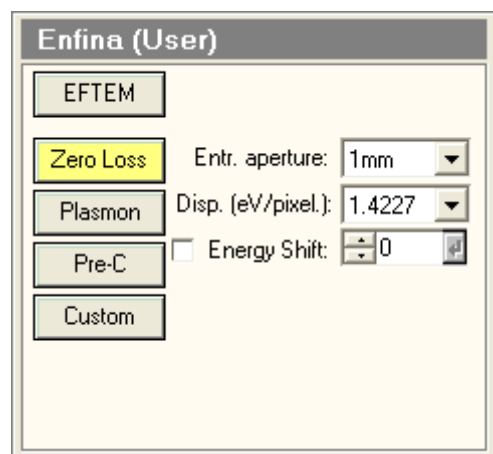 Enfina (User)
EFTEM
Zero Loss Entr. aperture: 1mm
Plasmon Disp. (eV/pixel.): 1.4227
Pre-C Energy Shift: 0
Custom